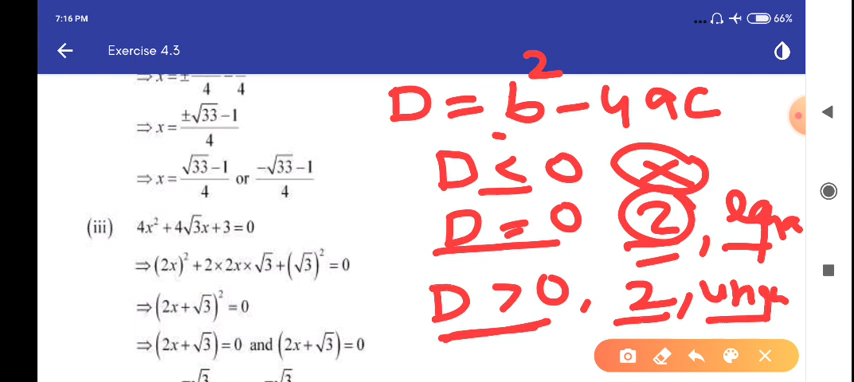 7:16 PM
66%
Exercise 4.3
4 4
⇒ x = (±√33 − 1)/4
⇒ x = (√33 − 1)/4 or (−√33 − 1)/4
(iii) 4x² + 4√3x + 3 = 0
⇒ (2x)² + 2 × 2x × √3 + (√3)² = 0
⇒ (2x + √3)² = 0
⇒ (2x + √3) = 0 and (2x + √3) = 0
−√3 −√3
D = b² − 4ac
D < 0 ×
D = 0 2,
D > 0, 2,